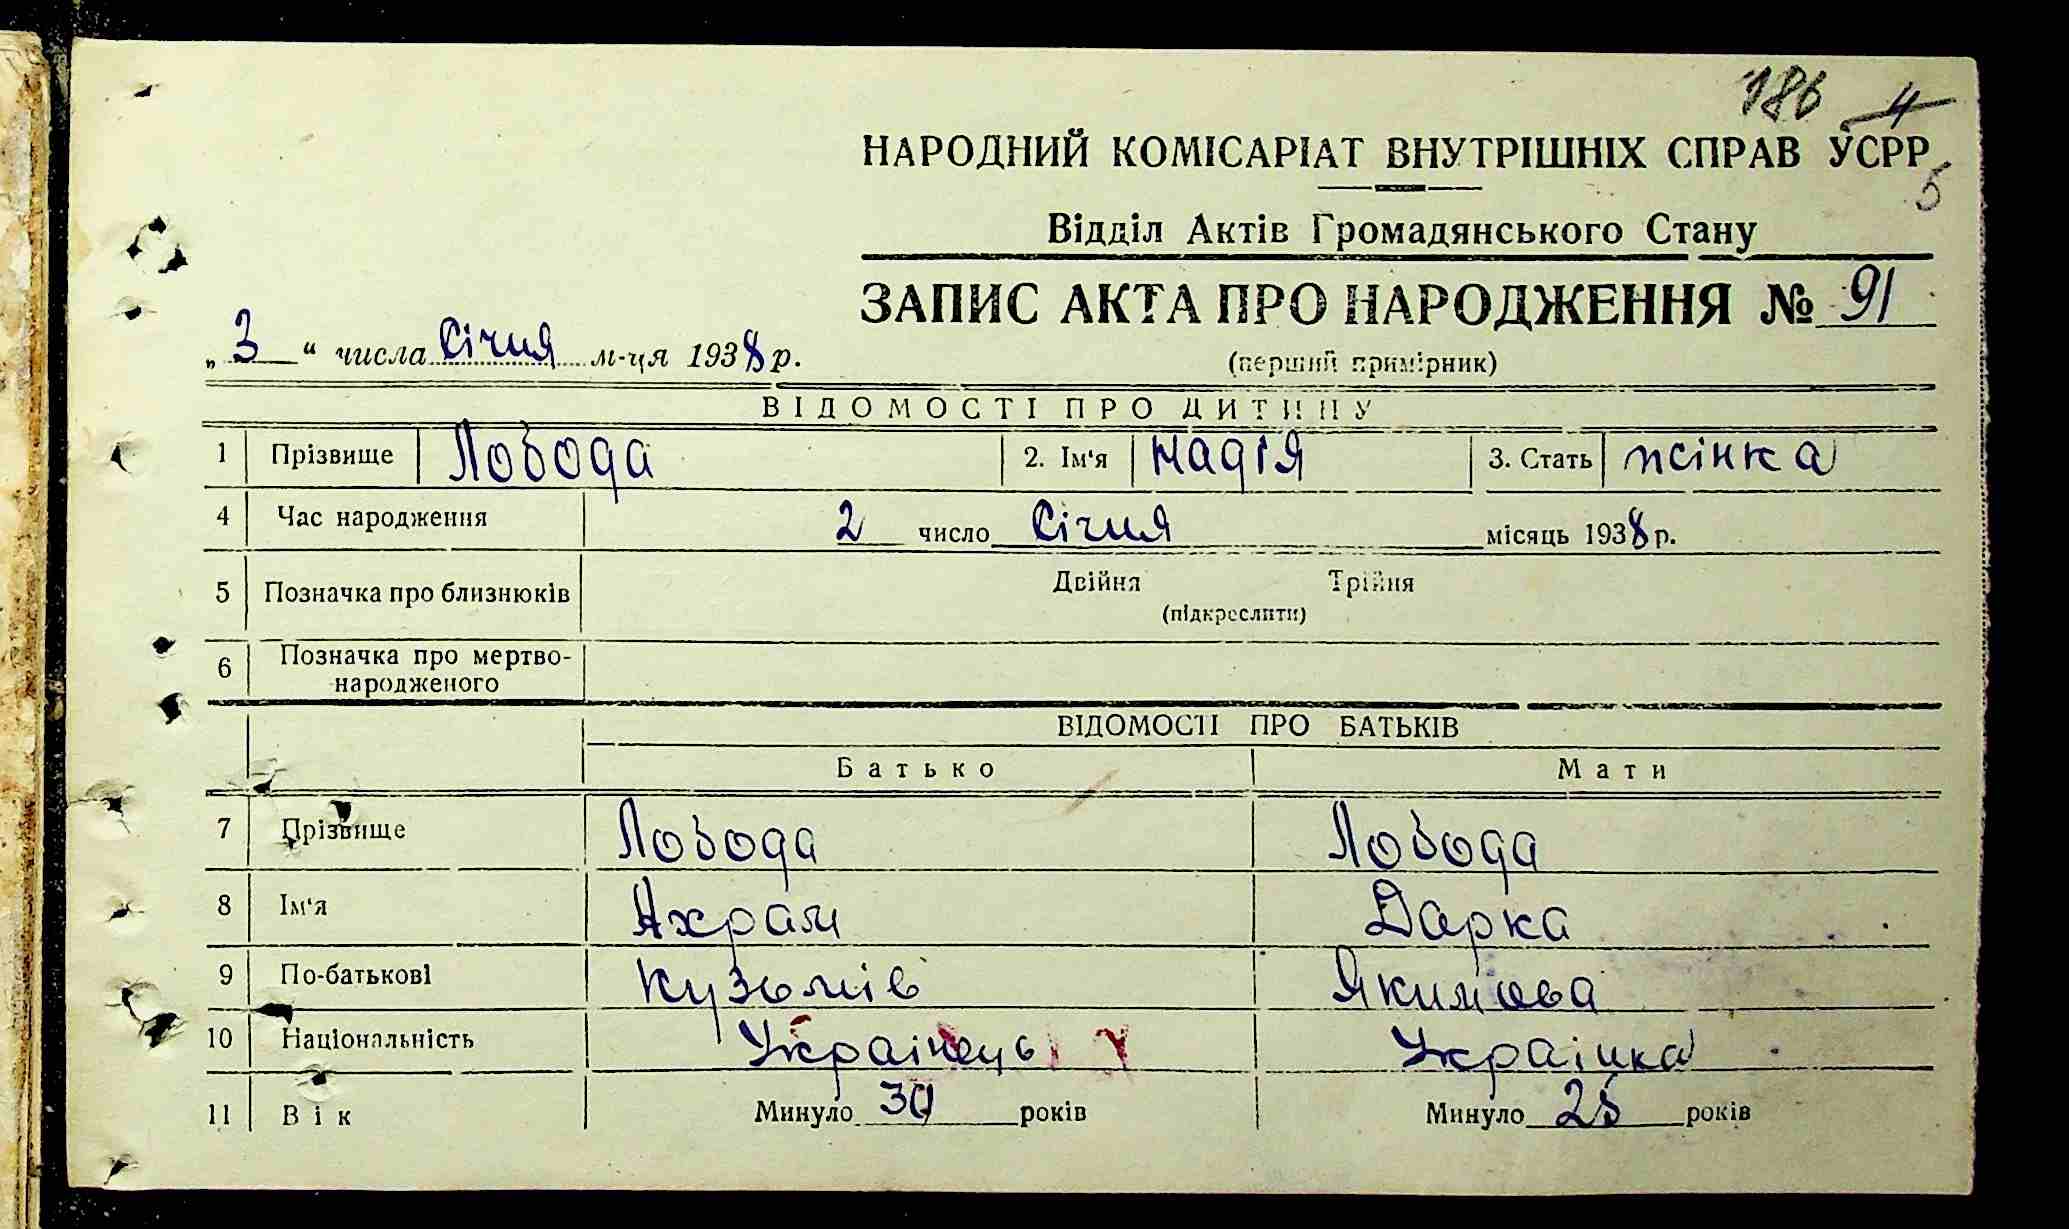 186 4
НАРОДНИЙ КОМІСАРІАТ ВНУТРІШНІХ СПРАВ УСРР
5
Відділ Актів Громадянського Стану
ЗАПИС АКТА ПРО НАРОДЖЕННЯ № 91
„3“ числа Січня м-ця 1938 р.
(перший примірник)
ВІДОМОСТІ ПРО ДИТИНУ
1 Прізвище Лобода 2. Ім'я Надія 3. Стать жінка
4 Час народження 2 число Січня місяць 1938 р.
5 Позначка про близнюків Двійня Трійня
(підкреслити)
6 Позначка про мертво-
народженого
ВІДОМОСТІ ПРО БАТЬКІВ
Батько Мати
7 Прізвище Лобода Лобода
8 Ім'я Ахрам Дарка
9 По-батькові Кузьмів Якимова
10 Національність Українець Українка
11 Вік Минуло 30 років Минуло 25 років